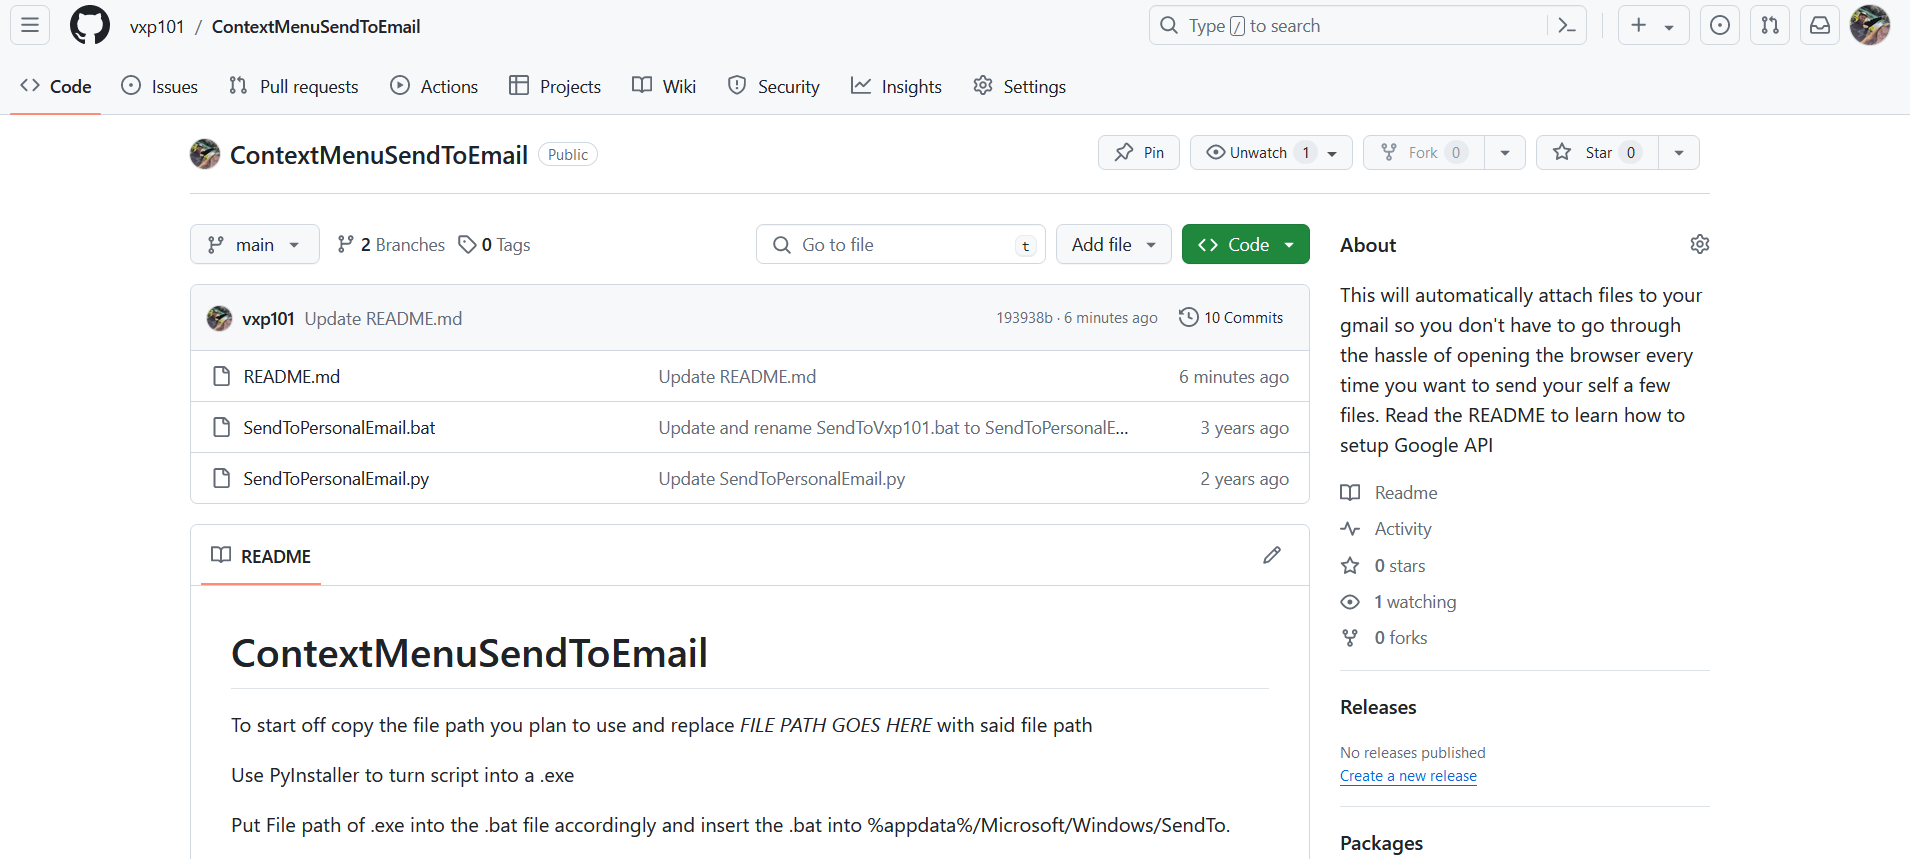 vxp101 / ContextMenuSendToEmail
Type / to search
Code Issues Pull requests Actions Projects Wiki Security Insights Settings
ContextMenuSendToEmail Public
Pin Unwatch 1 Fork 0 Star 0
main 2 Branches 0 Tags Go to file t Add file Code
vxp101 Update README.md 193938b · 6 minutes ago 10 Commits
README.md Update README.md 6 minutes ago
SendToPersonalEmail.bat Update and rename SendToVxp101.bat to SendToPersonalE... 3 years ago
SendToPersonalEmail.py Update SendToPersonalEmail.py 2 years ago
README
ContextMenuSendToEmail
To start off copy the file path you plan to use and replace FILE PATH GOES HERE with said file path
Use PyInstaller to turn script into a .exe
Put File path of .exe into the .bat file accordingly and insert the .bat into %appdata%/Microsoft/Windows/SendTo.
About
This will automatically attach files to your
gmail so you don't have to go through
the hassle of opening the browser every
time you want to send your self a few
files. Read the README to learn how to
setup Google API
Readme
Activity
0 stars
1 watching
0 forks
Releases
No releases published
Create a new release
Packages